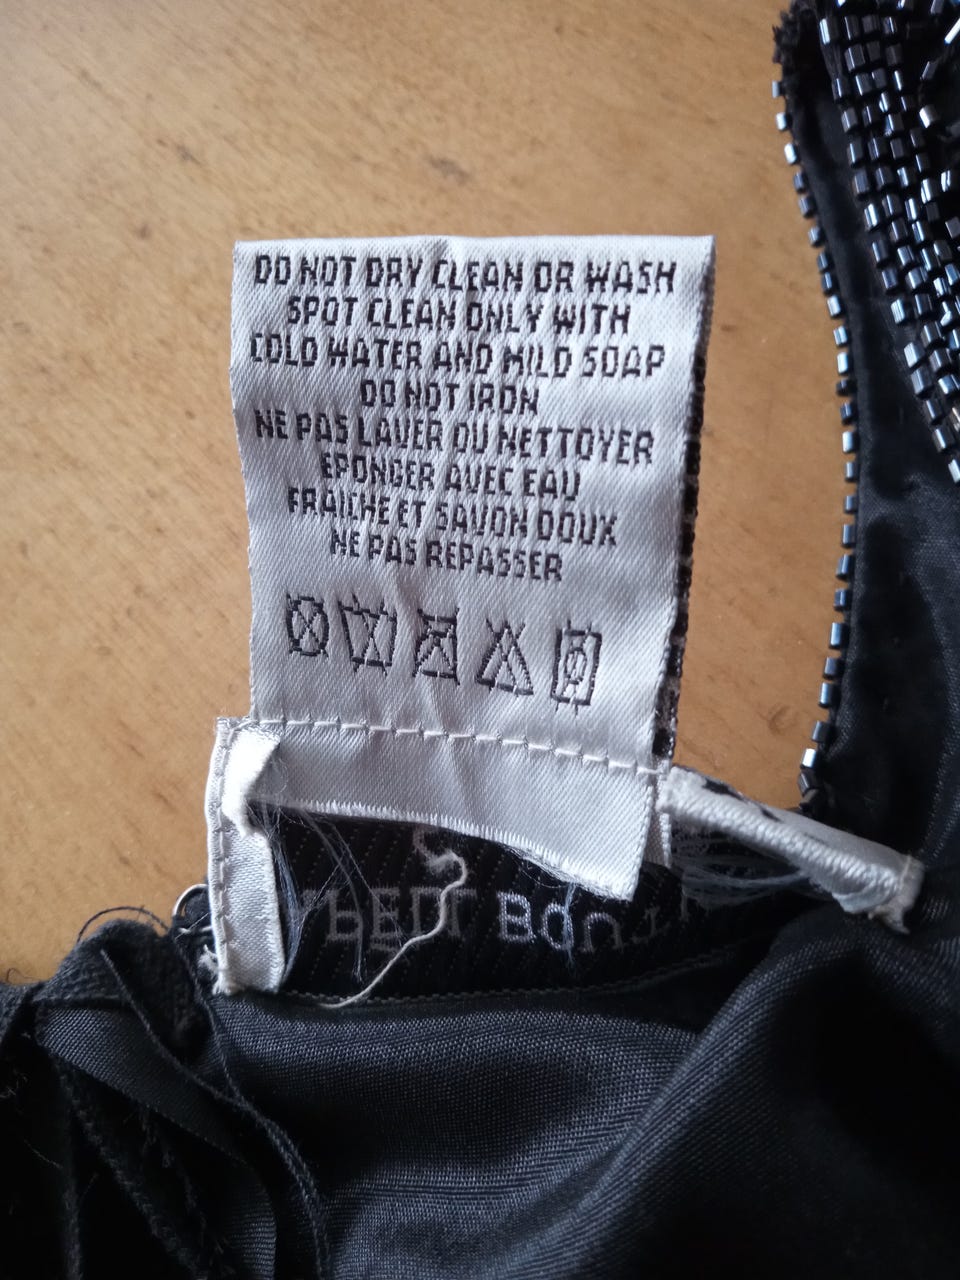 DO NOT DRY CLEAN OR WASH
SPOT CLEAN ONLY WITH
COLD WATER AND MILD SOAP
DO NOT IRON
NE PAS LAVER OU NETTOYER
EPONGER AVEC EAU
FRAICHE ET SAVON DOUX
NE PAS REPASSER